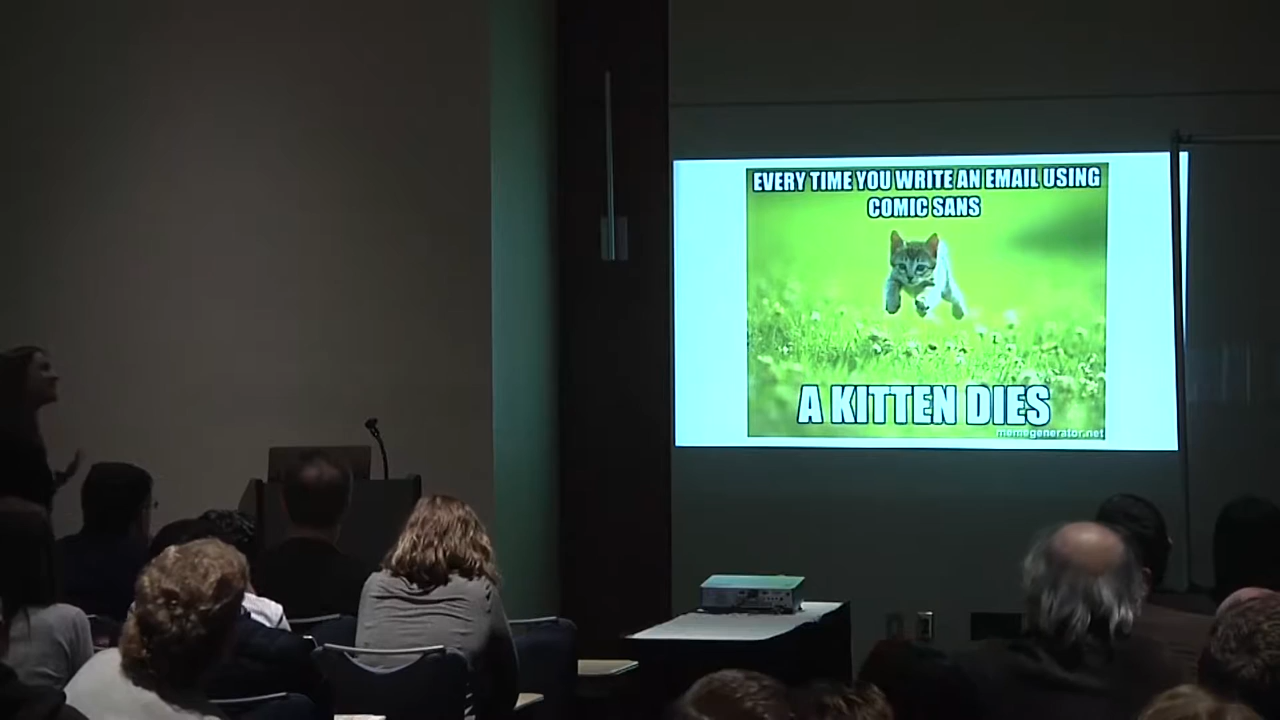 EVERY TIME YOU WRITE AN EMAIL USING
COMIC SANS
A KITTEN DIES
memegenerator.net